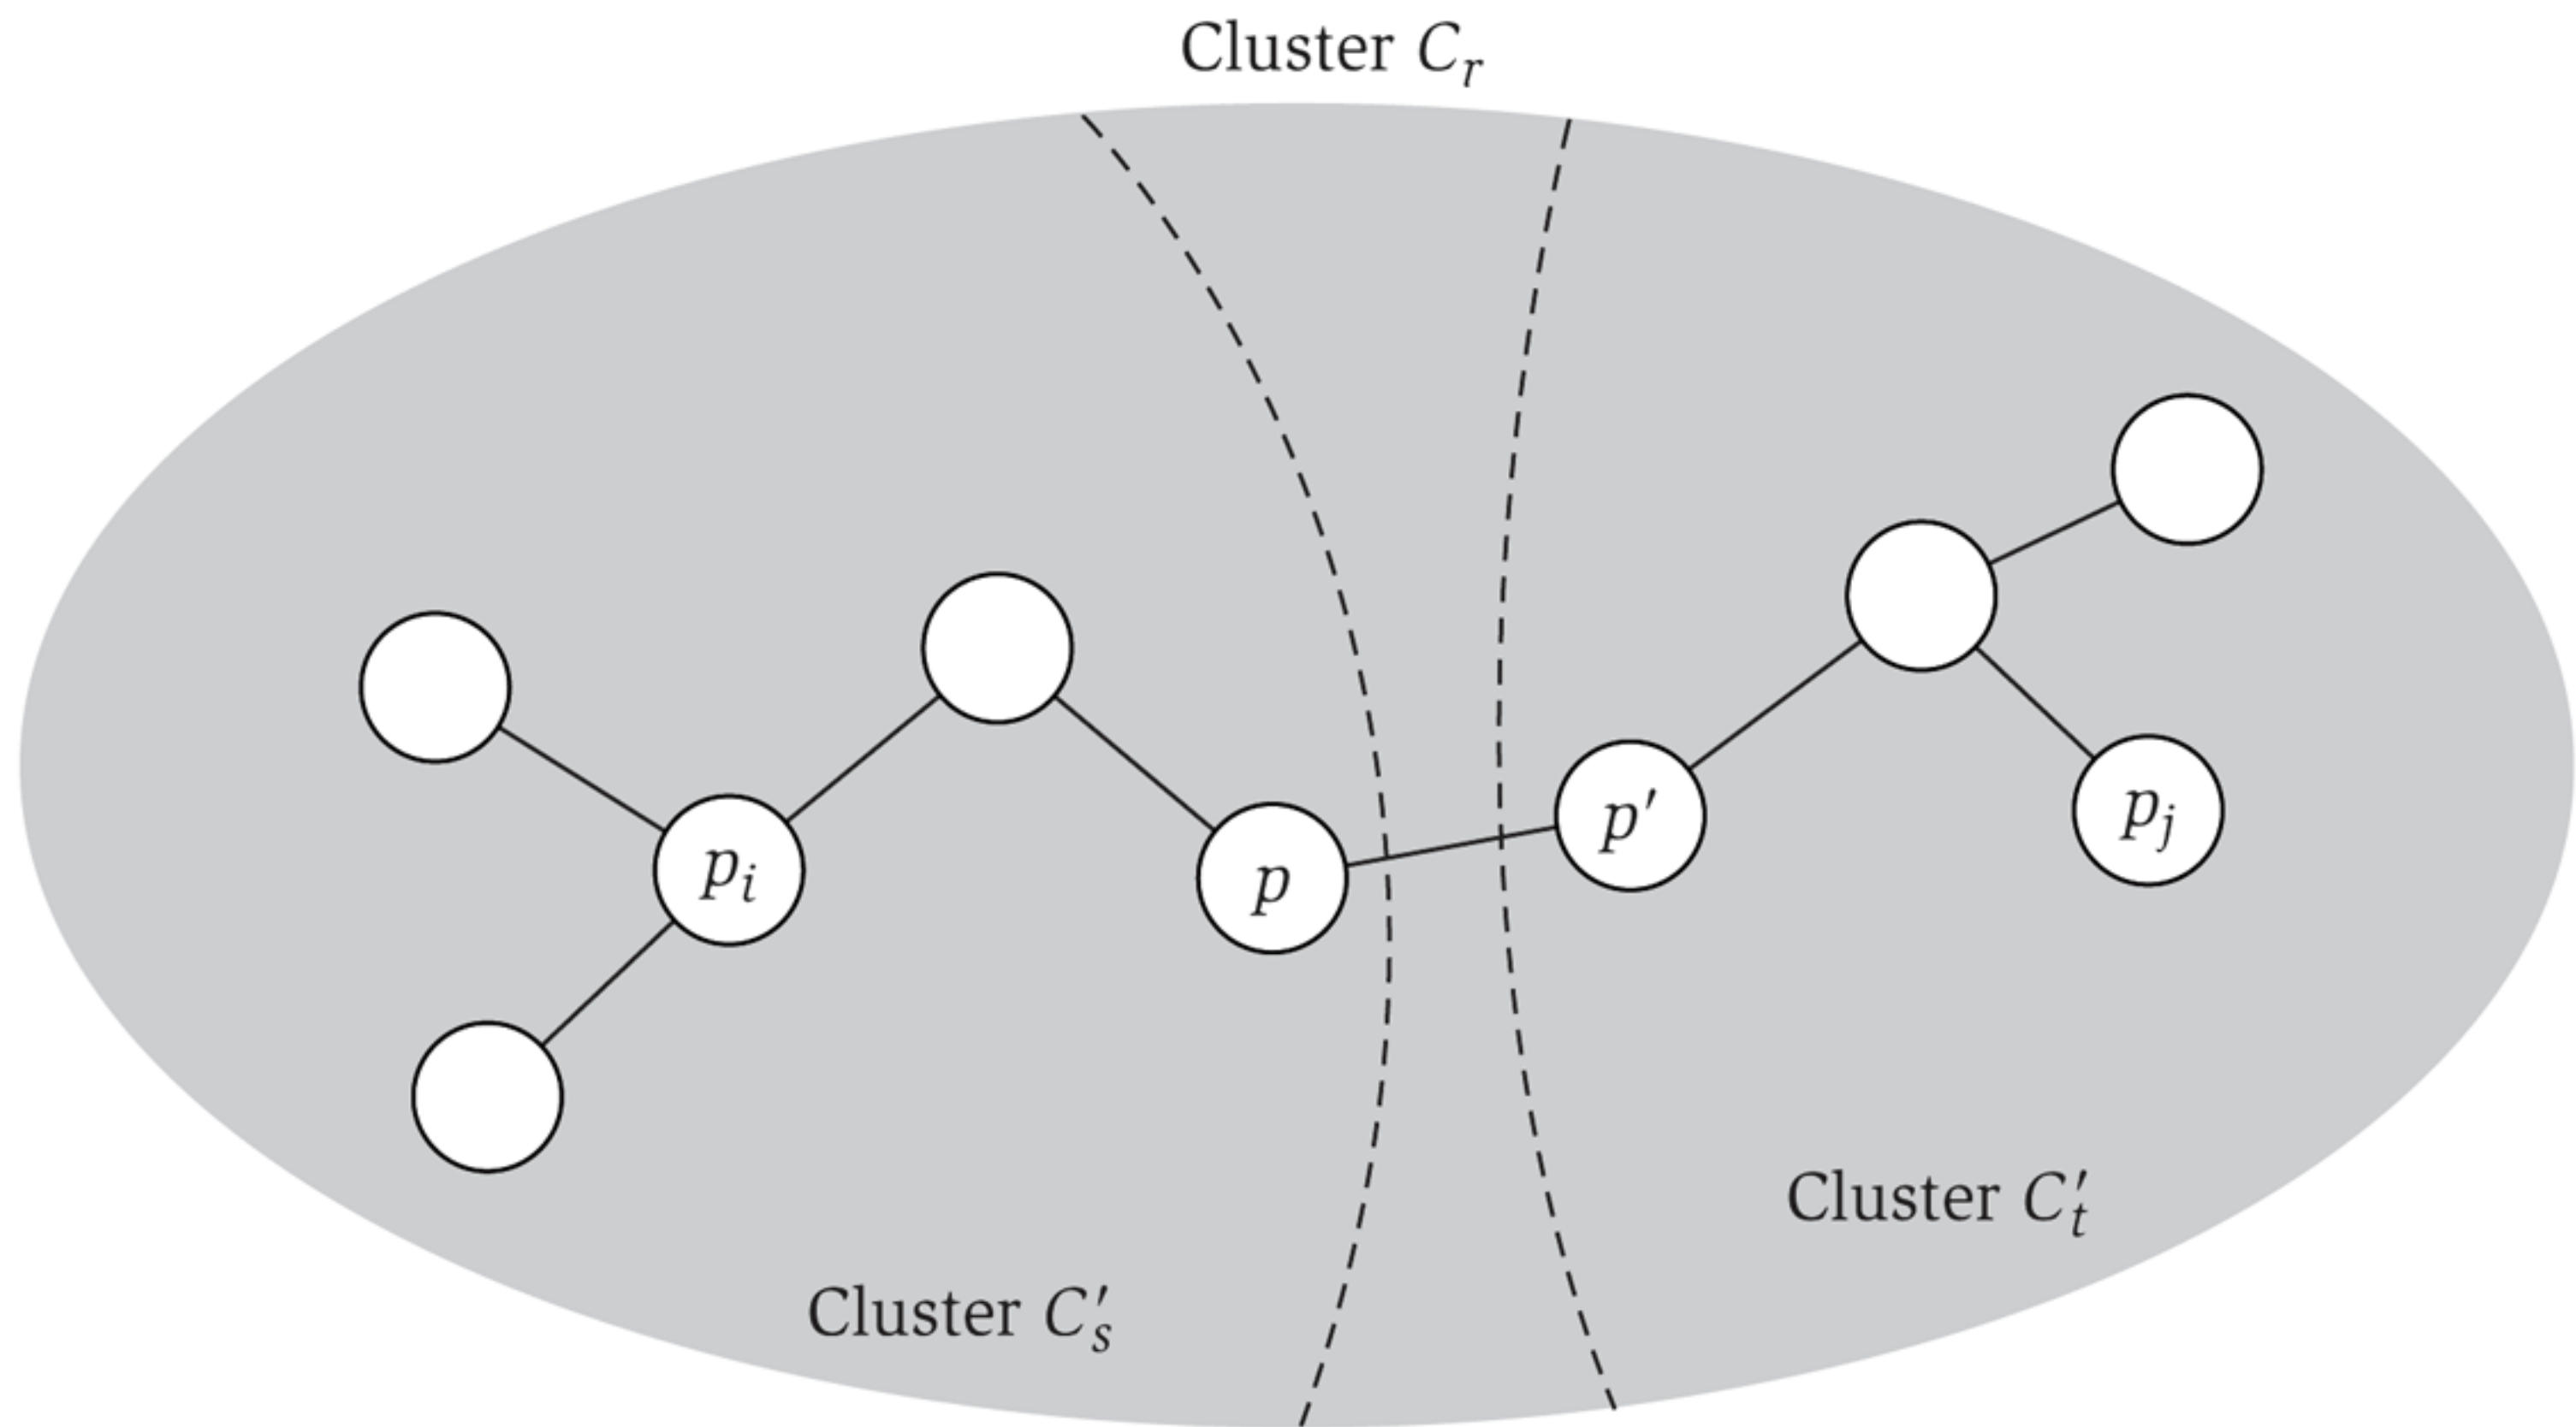 Cluster C_r
p_i
p
p′
p_j
Cluster C′_t
Cluster C′_s